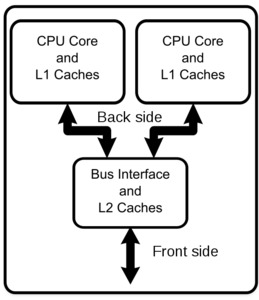 CPU Core
and
L1 Caches
CPU Core
and
L1 Caches
Back side
Bus Interface
and
L2 Caches
Front side